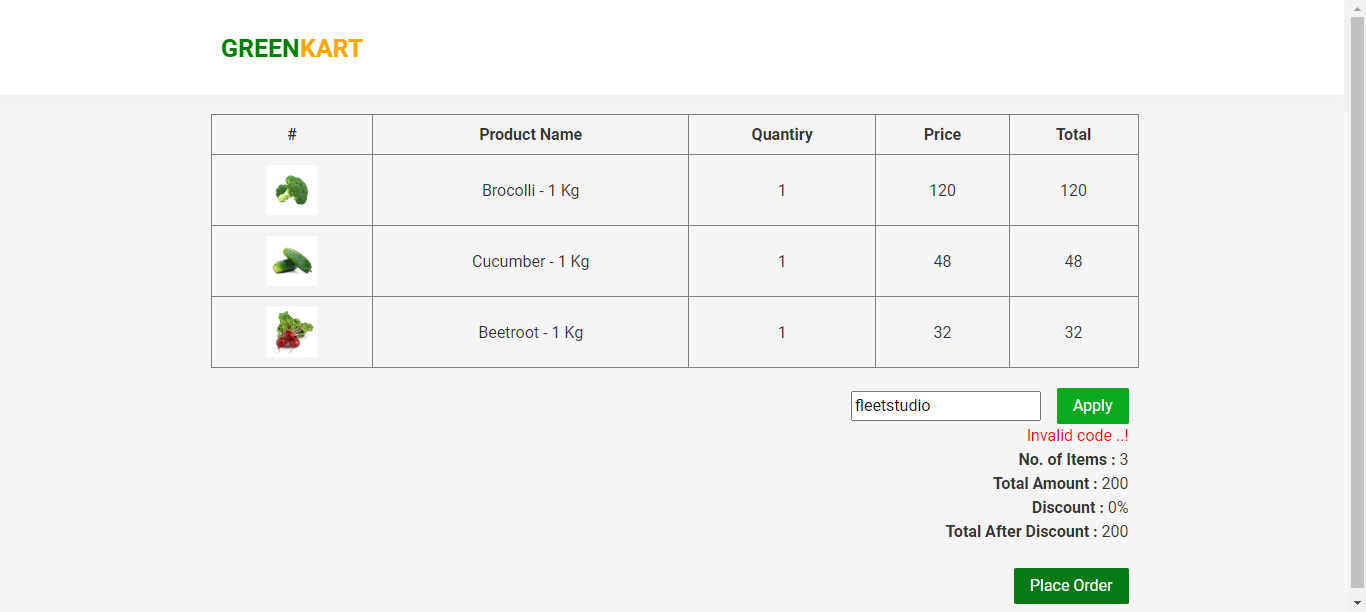 GREENKART
# Product Name Quantiry Price Total
Brocolli - 1 Kg 1 120 120
Cucumber - 1 Kg 1 48 48
Beetroot - 1 Kg 1 32 32
fleetstudio Apply
Invalid code ..!
No. of Items : 3
Total Amount : 200
Discount : 0%
Total After Discount : 200
Place Order